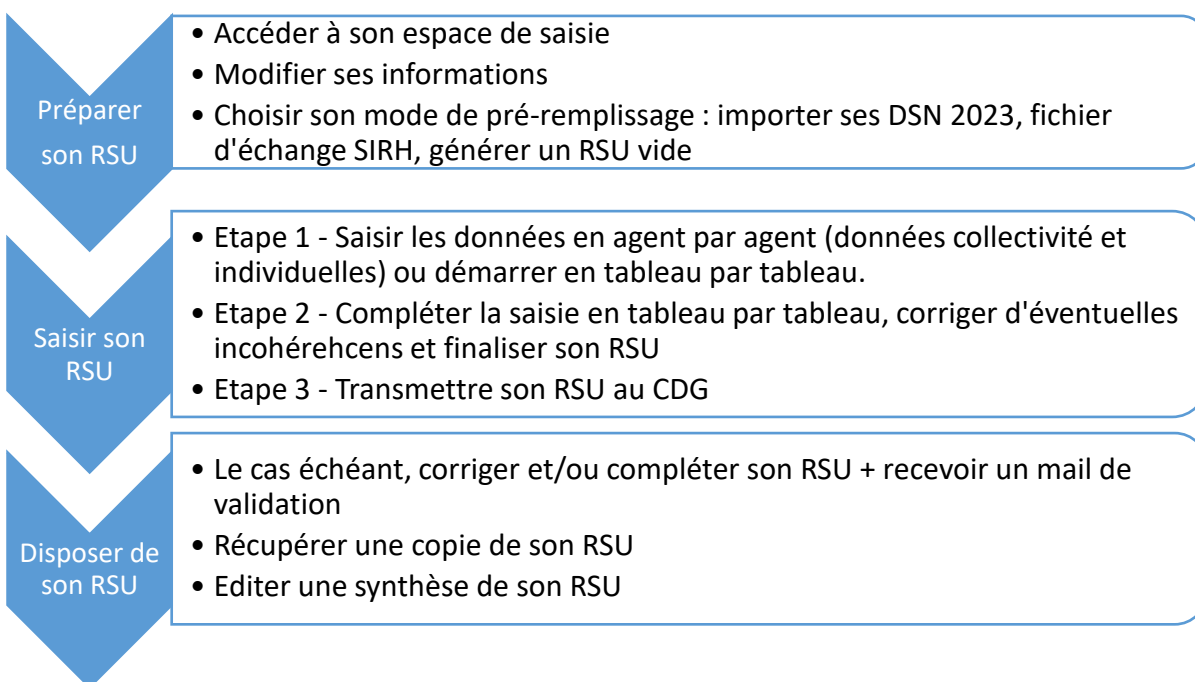 Préparer
son RSU
• Accéder à son espace de saisie
• Modifier ses informations
• Choisir son mode de pré-remplissage : importer ses DSN 2023, fichier
d'échange SIRH, générer un RSU vide
Saisir son
RSU
• Etape 1 - Saisir les données en agent par agent (données collectivité et
individuelles) ou démarrer en tableau par tableau.
• Etape 2 - Compléter la saisie en tableau par tableau, corriger d'éventuelles
incohérehcens et finaliser son RSU
• Etape 3 - Transmettre son RSU au CDG
Disposer de
son RSU
• Le cas échéant, corriger et/ou compléter son RSU + recevoir un mail de
validation
• Récupérer une copie de son RSU
• Editer une synthèse de son RSU